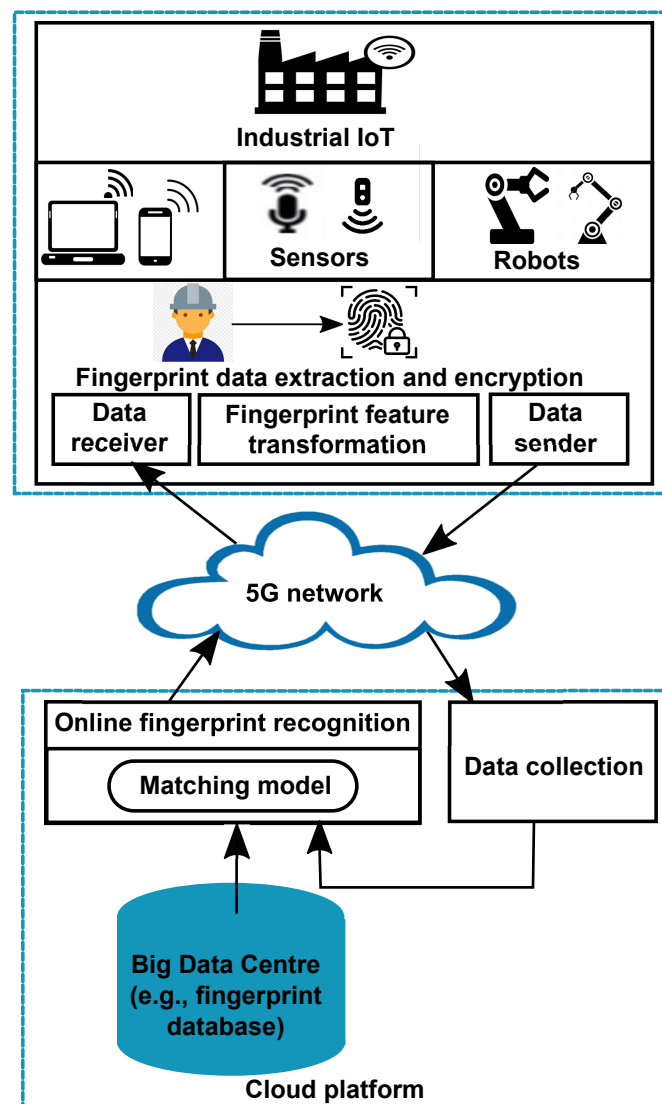 Industrial IoT
Sensors
Robots
Fingerprint data extraction and encryption
Data
receiver
Fingerprint feature
transformation
Data
sender
5G network
Online fingerprint recognition
Matching model
Data collection
Big Data Centre
(e.g., fingerprint
database)
Cloud platform